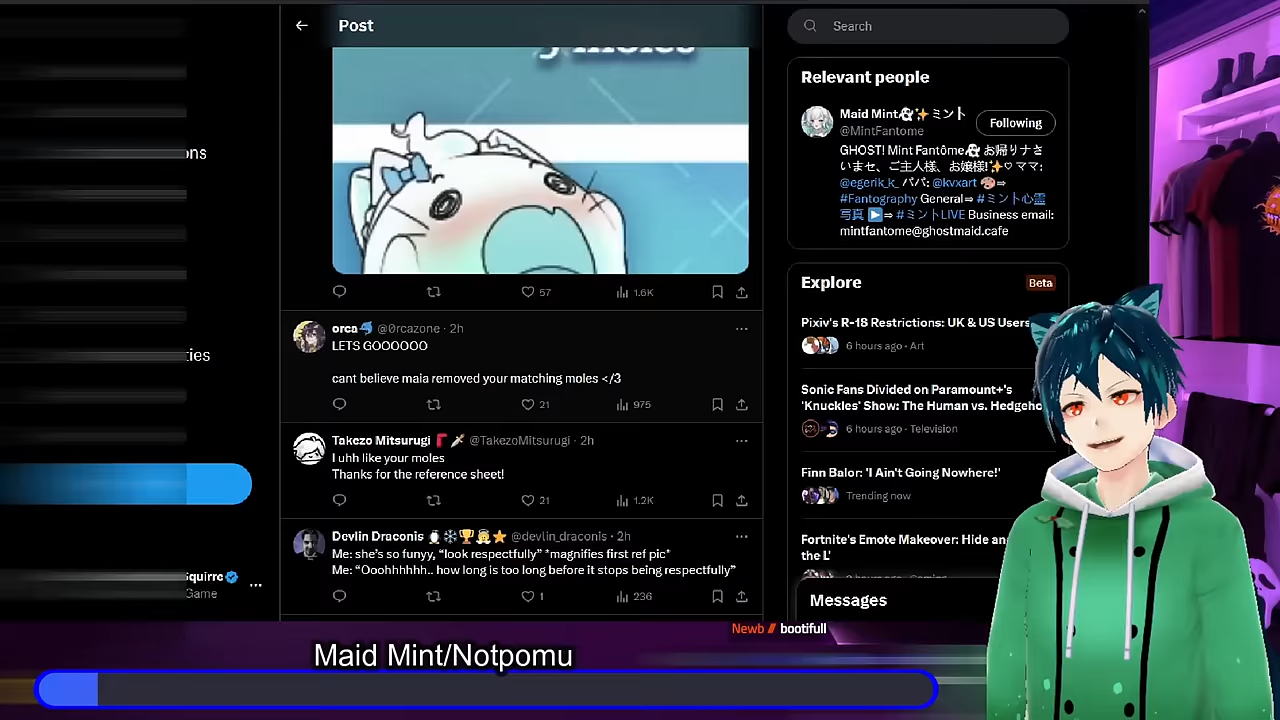 Post
Search
moles
ons
ties
Squirre
Game
57
1.6K
orca @0rcazone · 2h
LETS GOOOOOO
cant believe maia removed your matching moles </3
21
975
Takezo Mitsurugi @TakezoMitsurugi · 2h
I uhh like your moles
Thanks for the reference sheet!
21
1.2K
Devlin Draconis @devlin_draconis · 2h
Me: she's so funyy, “look respectfully” *magnifies first ref pic*
Me: “Ooohhhhhh.. how long is too long before it stops being respectfully”
1
236
Relevant people
Maid Mint👻✨ミント
@MintFantome
Following
GHOST! Mint Fantôme👻 お帰りナさ
いまセ、ご主人様、お嬢様!✨♡ ママ:
@egerik_k_ パパ: @kvxart 🎨⇒
#Fantography General⇒ #ミント心霊
写真 ▶️⇒ #ミントLIVE Business email:
mintfantome@ghostmaid.cafe
Explore
Beta
Pixiv's R-18 Restrictions: UK & US Users
6 hours ago · Art
Sonic Fans Divided on Paramount+'s
'Knuckles' Show: The Human vs. Hedgeho
6 hours ago · Television
Finn Balor: 'I Ain't Going Nowhere!'
Trending now
Fortnite's Emote Makeover: Hide an
the L'
Messages
Newb // bootifull
Maid Mint/Notpomu